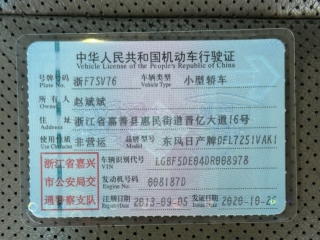 中华人民共和国机动车行驶证
Vehicle License of the People's Republic of China
号牌号码 浙F7SV76 车辆类型 小型轿车
Plate No. Vehicle Type
所有人 赵斌斌
Owner
住址 浙江省嘉善县惠民街道晋亿大道16号
Address
使用性质 非营运 品牌型号 东风日产牌DFL7251VAK1
Use Character Model
浙江省嘉兴
市公安局交
通警察支队
车辆识别代号 LGBF5DE04DR008978
VIN
发动机号码 008187D
Engine No.
注册日期 2013-09-05 发证日期
Register Date Issue Date